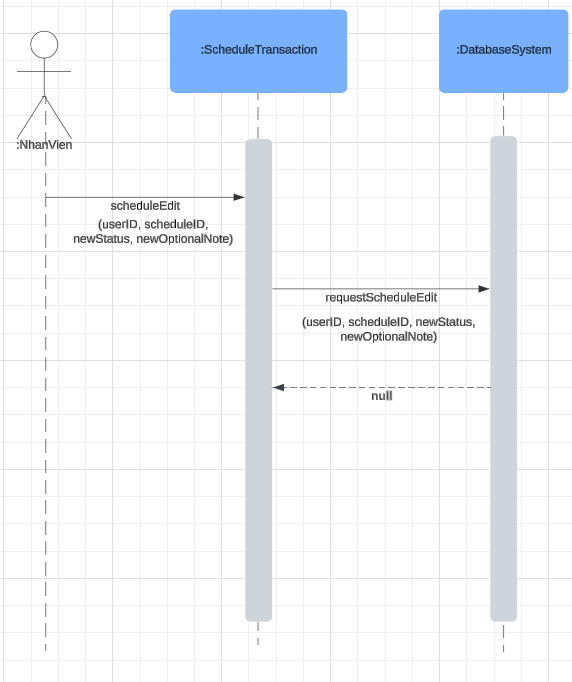 :ScheduleTransaction
:DatabaseSystem
:NhanVien
scheduleEdit
(userID, scheduleID,
newStatus, newOptionalNote)
requestScheduleEdit
(userID, scheduleID, newStatus,
newOptionalNote)
null